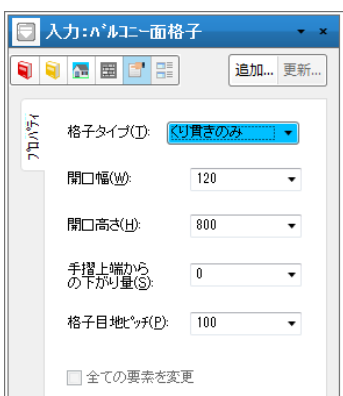 入力:ﾊﾞﾙｺﾆｰ面格子
追加... 更新...
ﾌﾟﾛﾊﾟﾃｨ
格子タイプ(T): くり貫きのみ
開口幅(W): 120
開口高さ(H): 800
手摺上端から
の下がり量(S): 0
格子目地ﾋﾟｯﾁ(P): 100
全ての要素を変更